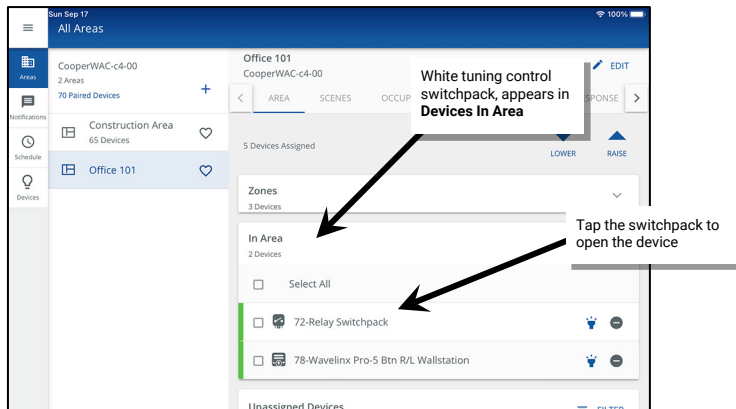 Sun Sep 17
100%
All Areas
Areas
Notifications
Schedule
Devices
CooperWAC-c4-00
2 Areas
70 Paired Devices
+
Construction Area
65 Devices
Office 101
Office 101
CooperWAC-c4-00
EDIT
AREA SCENES OCCUP
White tuning control
switchpack, appears in
Devices In Area
SPONSE
5 Devices Assigned
LOWER RAISE
Zones
3 Devices
In Area
2 Devices
Tap the switchpack to
open the device
Select All
72-Relay Switchpack
78-Wavelinx Pro-5 Btn R/L Wallstation
Unassigned Devices
FILTER